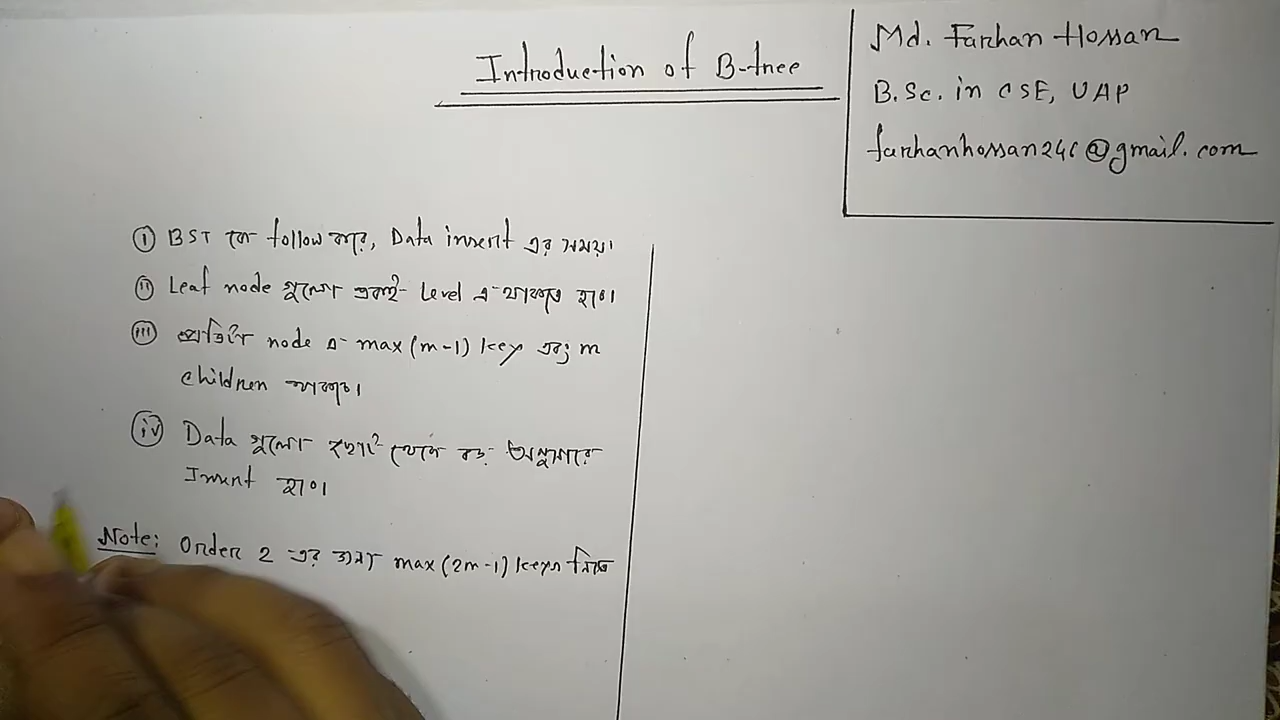 Introduction of B-tree
Md. Farhan Hossan
B.Sc. in CSE, UAP
farhanhossan246@gmail.com
(i) BST কে follow করে, Data insert এর সময়।
(ii) Leaf node গুলো একই Level এ থাকতে হবে।
(iii) প্রতিটি node এ max (m-1) key এবং m
children থাকবে।
(iv) Data গুলো ছোট থেকে বড় অনুসারে
Insert হবে।
Note: Order 2 এর জন্য max (2m-1) keys নিতে